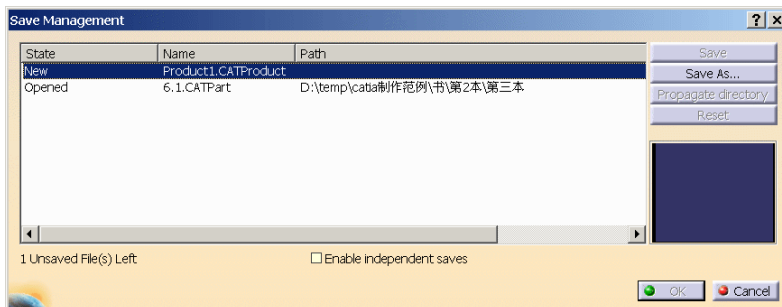 Save Management
State Name Path
New Product1.CATProduct
Opened 6.1.CATPart D:\temp\catia制作范例\书\第2本\第三本
Save
Save As...
Propagate directory
Reset
1 Unsaved File(s) Left
Enable independent saves
OK
Cancel